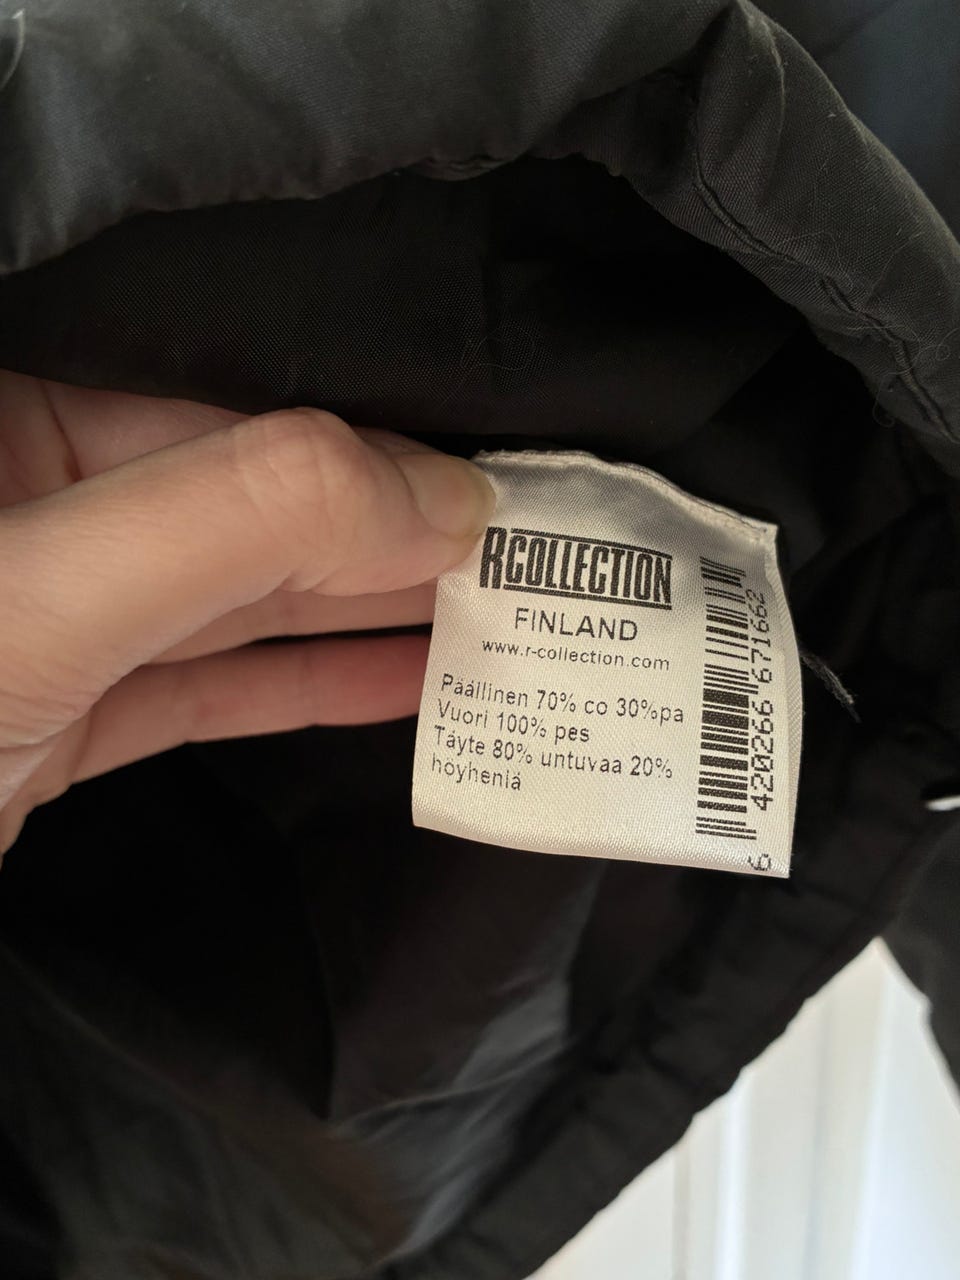 RCOLLECTION
FINLAND
www.r-collection.com
Päällinen 70% co 30%pa
Vuori 100% pes
Täyte 80% untuvaa 20%
höyheniä
6 420266 671662